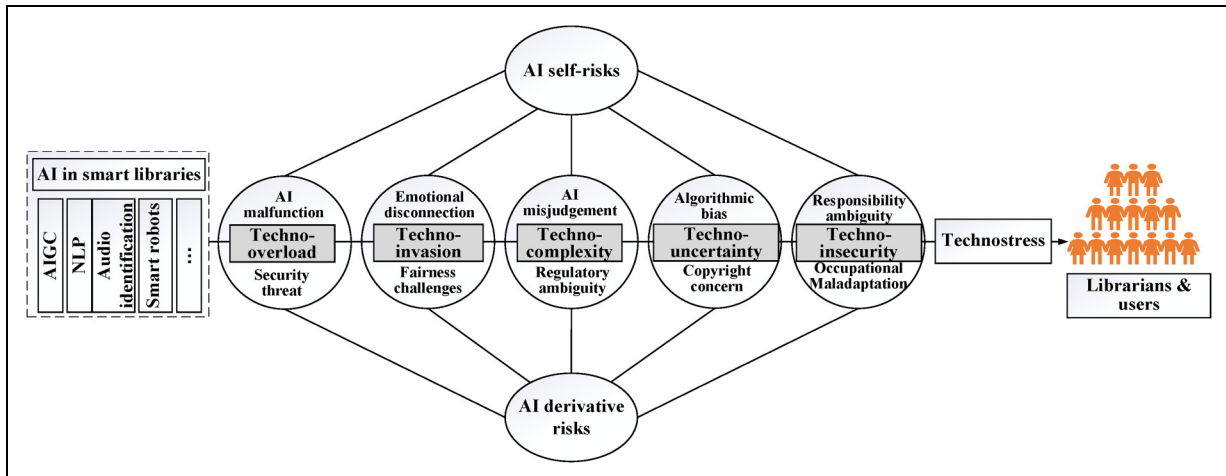 AI self-risks
AI in smart libraries
AIGC
NLP
Audio
identification
Smart robots
...
AI
malfunction
Techno-
overload
Security
threat
Emotional
disconnection
Techno-
invasion
Fairness
challenges
AI
misjudgement
Techno-
complexity
Regulatory
ambiguity
Algorithmic
bias
Techno-
uncertainty
Copyright
concern
Responsibility
ambiguity
Techno-
insecurity
Occupational
Maladaptation
Technostress
Librarians &
users
AI derivative
risks